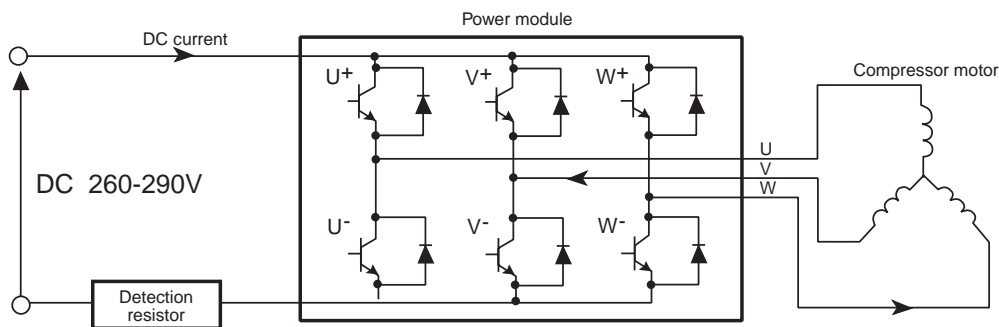 Power module
DC current
Compressor motor
U+
V+
W+
U
V
W
DC 260-290V
U-
V-
W-
Detection
resistor